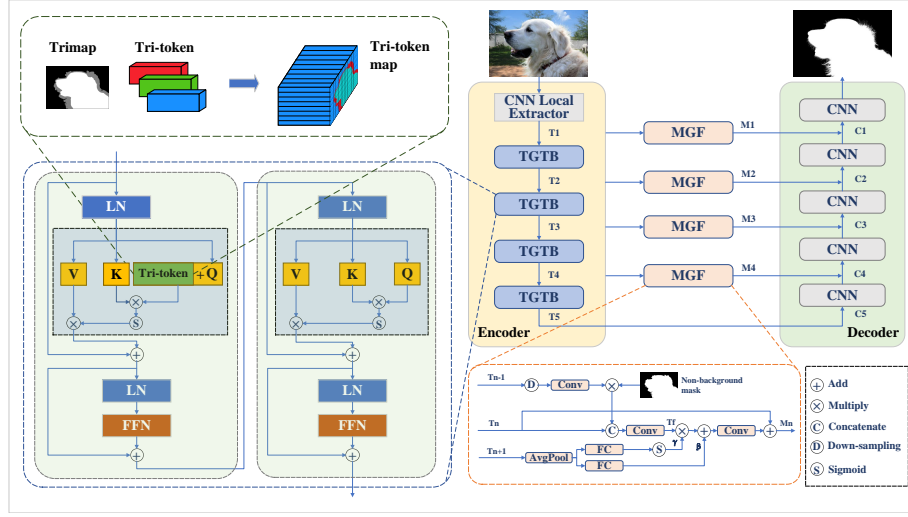 Trimap
Tri-token
Tri-token
map
LN
V
K
Tri-token
+Q
S
LN
FFN
LN
V
K
Q
S
LN
FFN
CNN Local
Extractor
T1
TGTB
T2
TGTB
T3
TGTB
T4
TGTB
T5
Encoder
MGF
M1
MGF
M2
MGF
M3
MGF
M4
CNN
C1
CNN
C2
CNN
C3
CNN
C4
CNN
C5
Decoder
Tn-1
D
Conv
Non-background
mask
Tn
C
Conv
Tf
Conv
Mn
Tn+1
AvgPool
FC
S
γ
β
FC
Add
Multiply
C
Concatenate
D
Down-sampling
S
Sigmoid